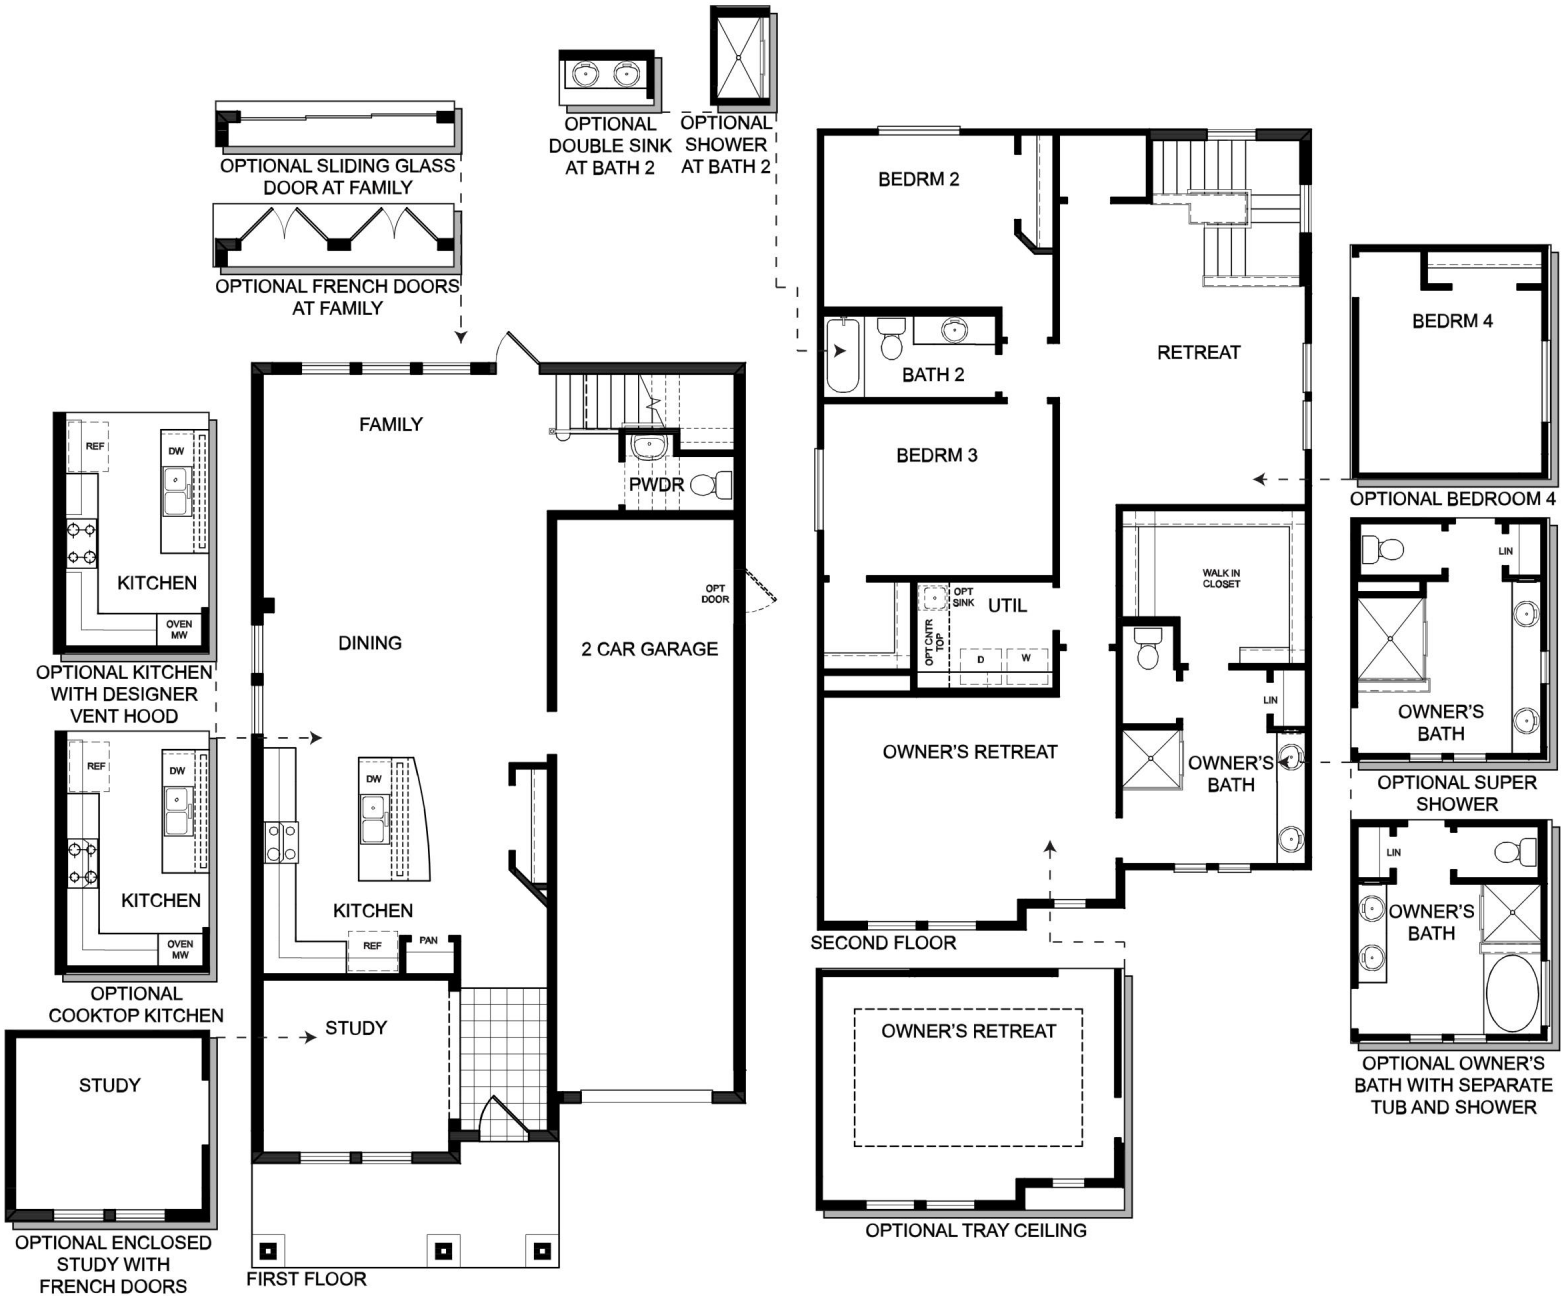 OPTIONAL
DOUBLE SINK
AT BATH 2
OPTIONAL
SHOWER
AT BATH 2
OPTIONAL SLIDING GLASS
DOOR AT FAMILY
OPTIONAL FRENCH DOORS
AT FAMILY
FAMILY
PWDR
OPT
DOOR
DINING
2 CAR GARAGE
DW
KITCHEN
REF
PAN
STUDY
FIRST FLOOR
REF
DW
KITCHEN
OVEN
MW
OPTIONAL KITCHEN
WITH DESIGNER
VENT HOOD
REF
DW
KITCHEN
OVEN
MW
OPTIONAL
COOKTOP KITCHEN
STUDY
OPTIONAL ENCLOSED
STUDY WITH
FRENCH DOORS
BEDRM 2
RETREAT
BATH 2
BEDRM 3
WALK IN
CLOSET
OPT
SINK
UTIL
OPT CNTR
TOP
D
W
LIN
OWNER'S RETREAT
OWNER'S
BATH
SECOND FLOOR
OWNER'S RETREAT
OPTIONAL TRAY CEILING
BEDRM 4
OPTIONAL BEDROOM 4
LIN
OWNER'S
BATH
OPTIONAL SUPER
SHOWER
LIN
OWNER'S
BATH
OPTIONAL OWNER'S
BATH WITH SEPARATE
TUB AND SHOWER